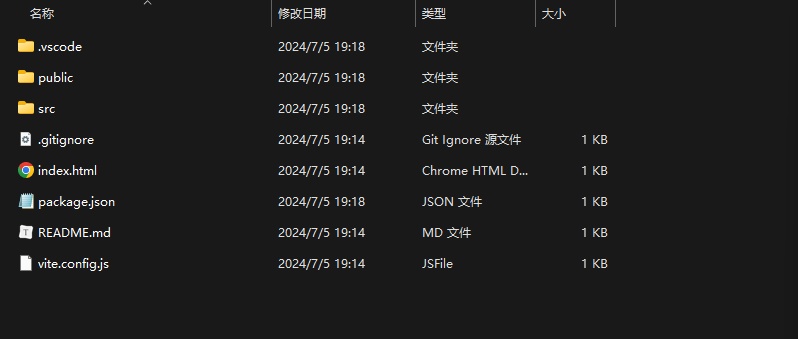 名称 修改日期 类型 大小
.vscode 2024/7/5 19:18 文件夹
public 2024/7/5 19:18 文件夹
src 2024/7/5 19:18 文件夹
.gitignore 2024/7/5 19:14 Git Ignore 源文件 1 KB
index.html 2024/7/5 19:14 Chrome HTML D... 1 KB
package.json 2024/7/5 19:18 JSON 文件 1 KB
README.md 2024/7/5 19:14 MD 文件 1 KB
vite.config.js 2024/7/5 19:14 JSFile 1 KB